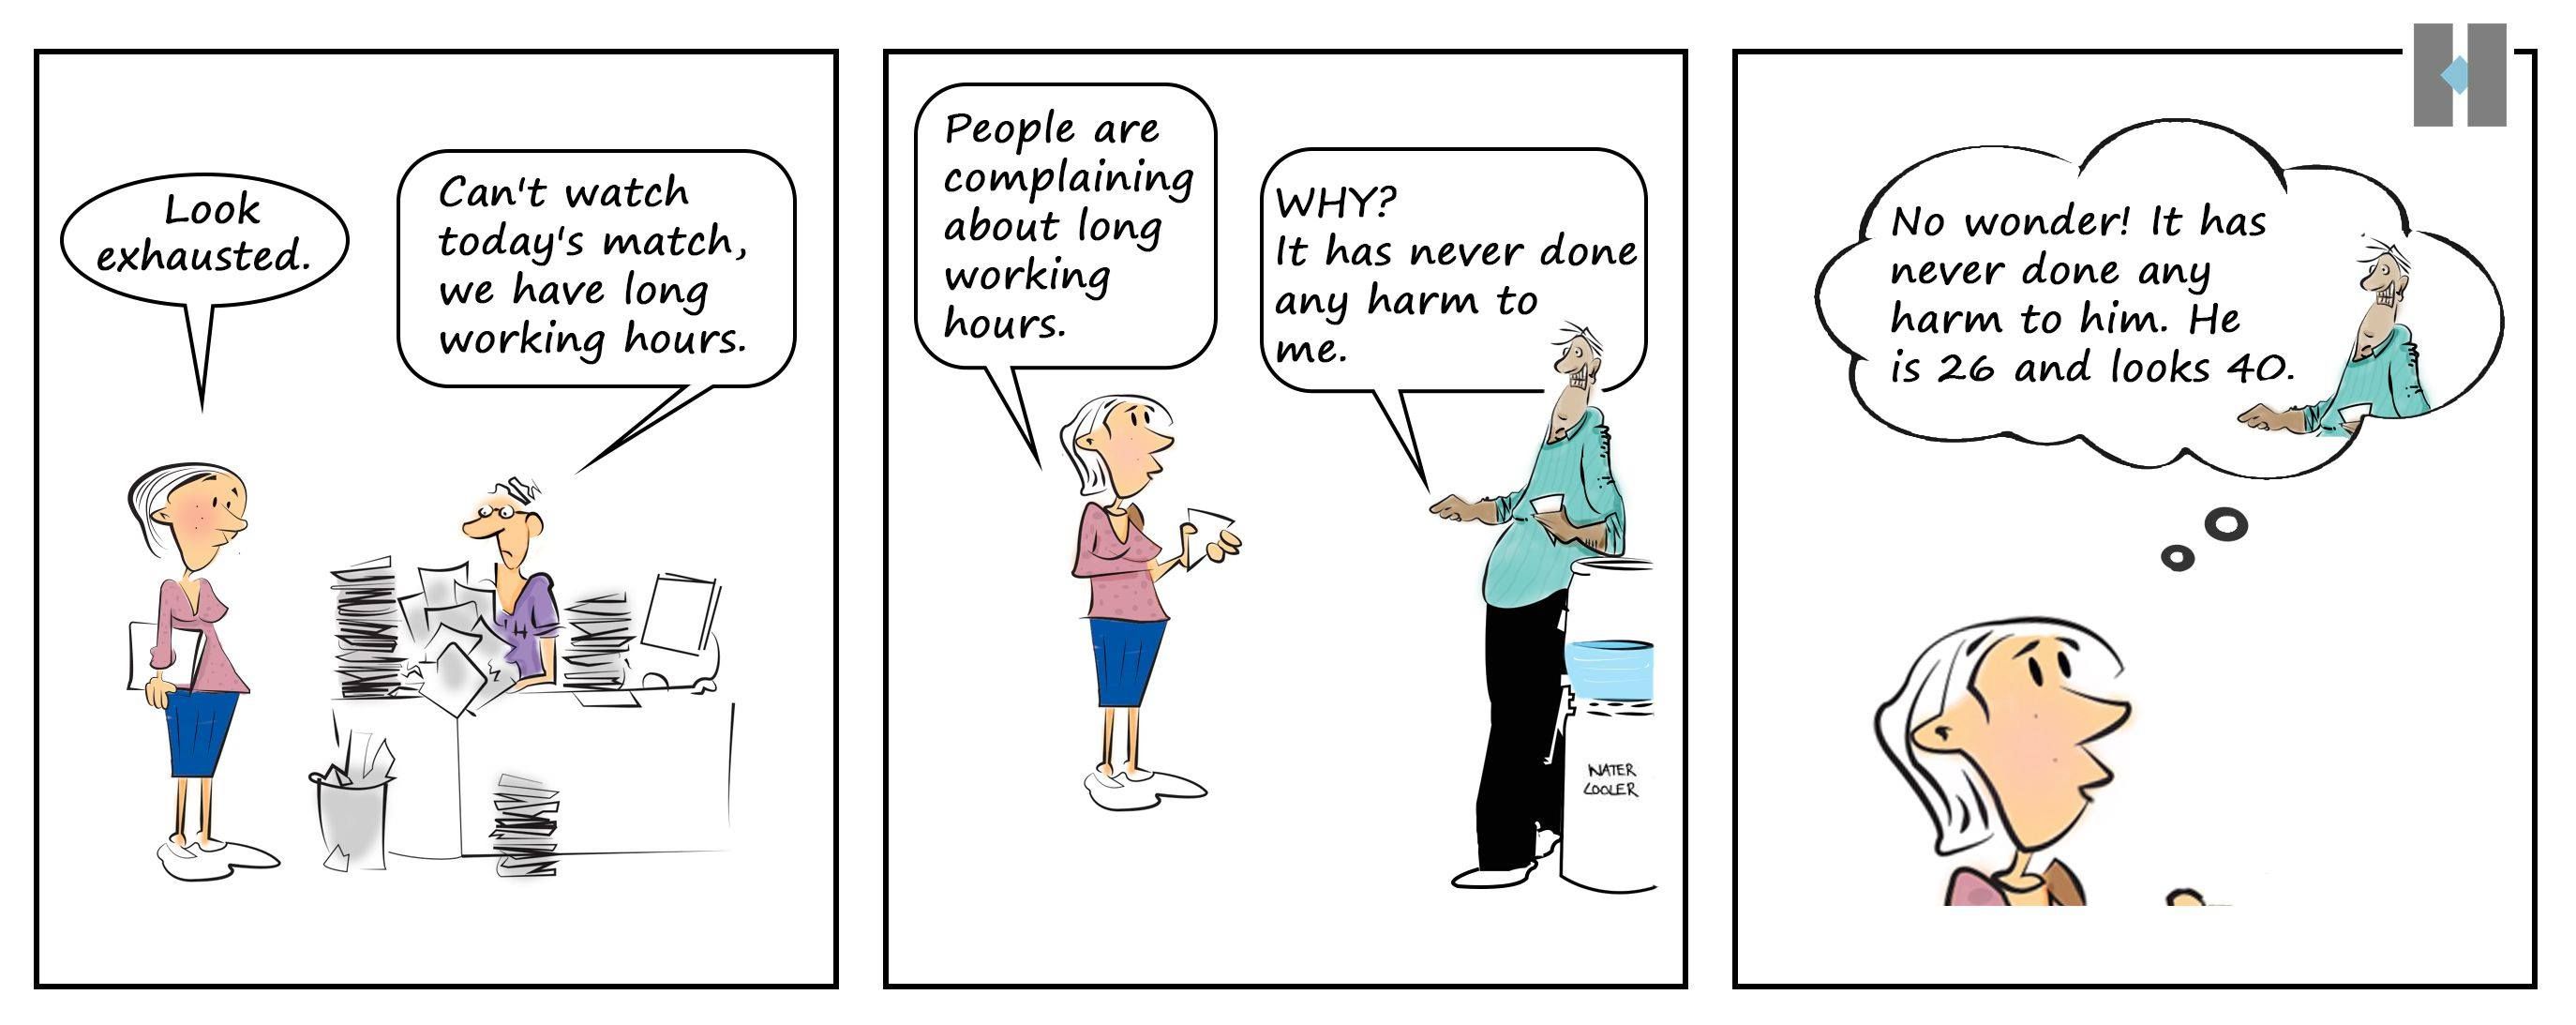 Look
exhausted.
Can't watch
today's match,
we have long
working hours.
People are
complaining
about long
working
hours.
WHY?
It has never done
any harm to
me.
WATER
COOLER
No wonder! It has
never done any
harm to him. He
is 26 and looks 40.